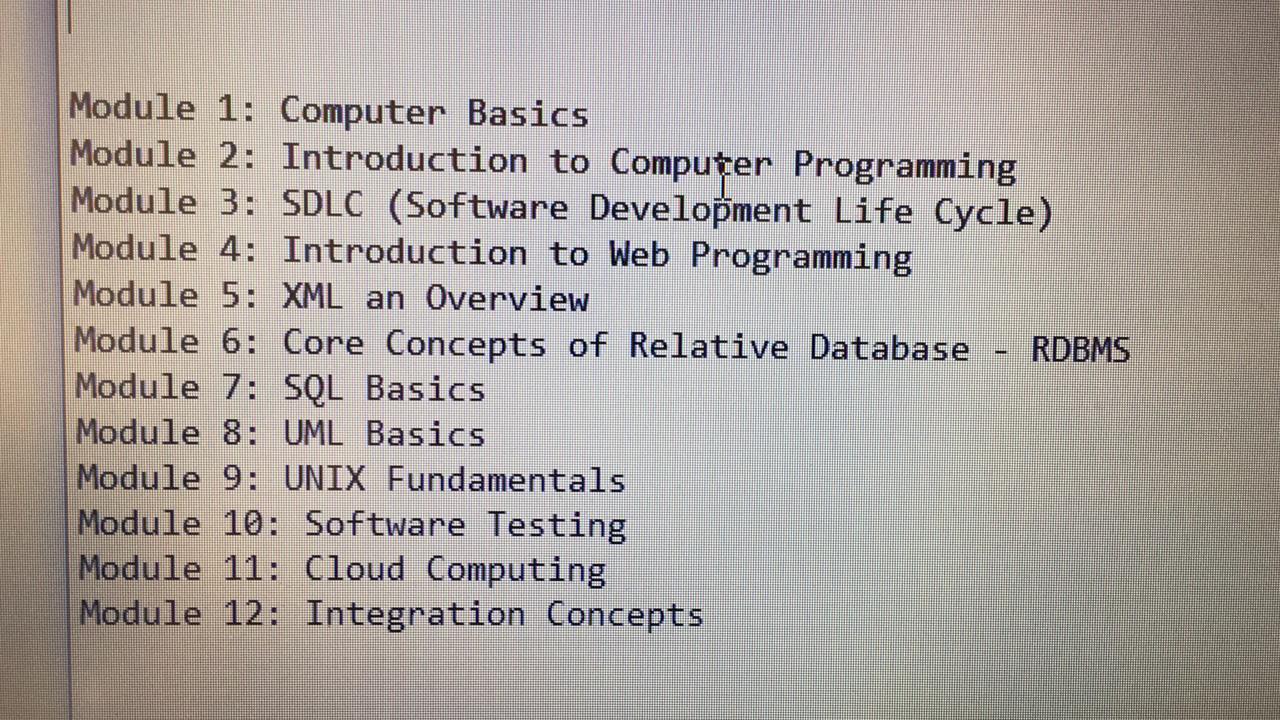 Module 1: Computer Basics
Module 2: Introduction to Computer Programming
Module 3: SDLC (Software Development Life Cycle)
Module 4: Introduction to Web Programming
Module 5: XML an Overview
Module 6: Core Concepts of Relative Database - RDBMS
Module 7: SQL Basics
Module 8: UML Basics
Module 9: UNIX Fundamentals
Module 10: Software Testing
Module 11: Cloud Computing
Module 12: Integration Concepts